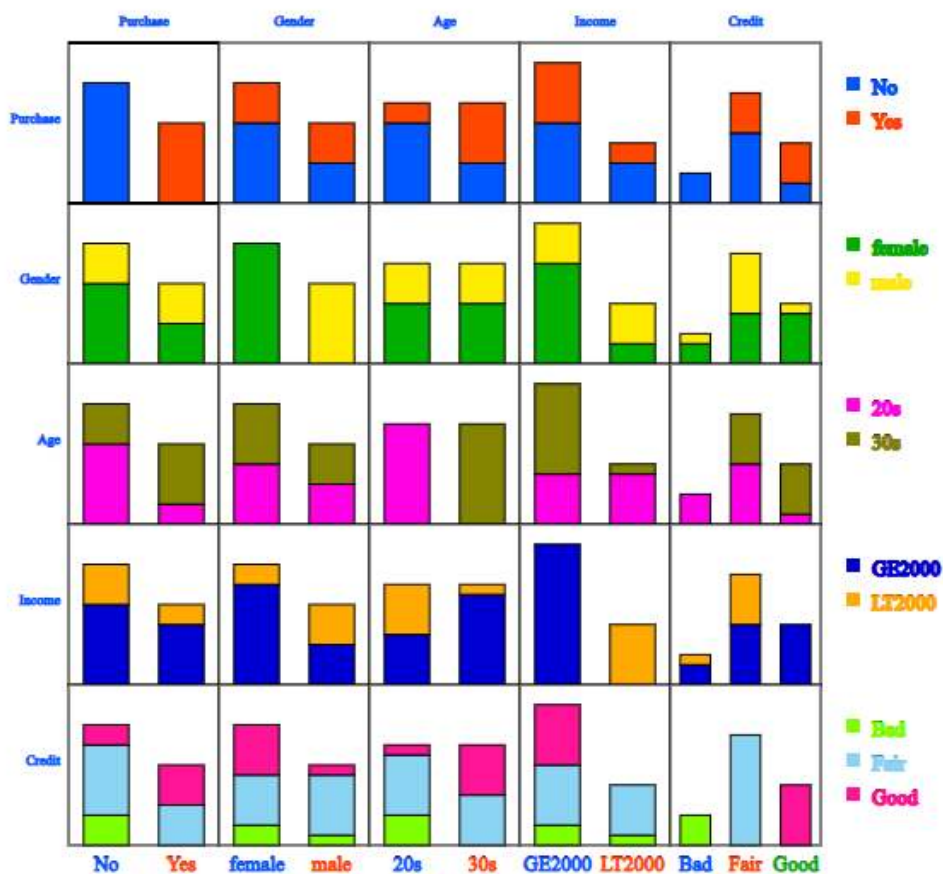 Purchase Gender Age Income Credit
Purchase
No
Yes
Gender
female
male
Age
20s
30s
Income
GE2000
LT2000
Credit
Bad
Fair
Good
No Yes female male 20s 30s GE2000 LT2000 Bad Fair Good